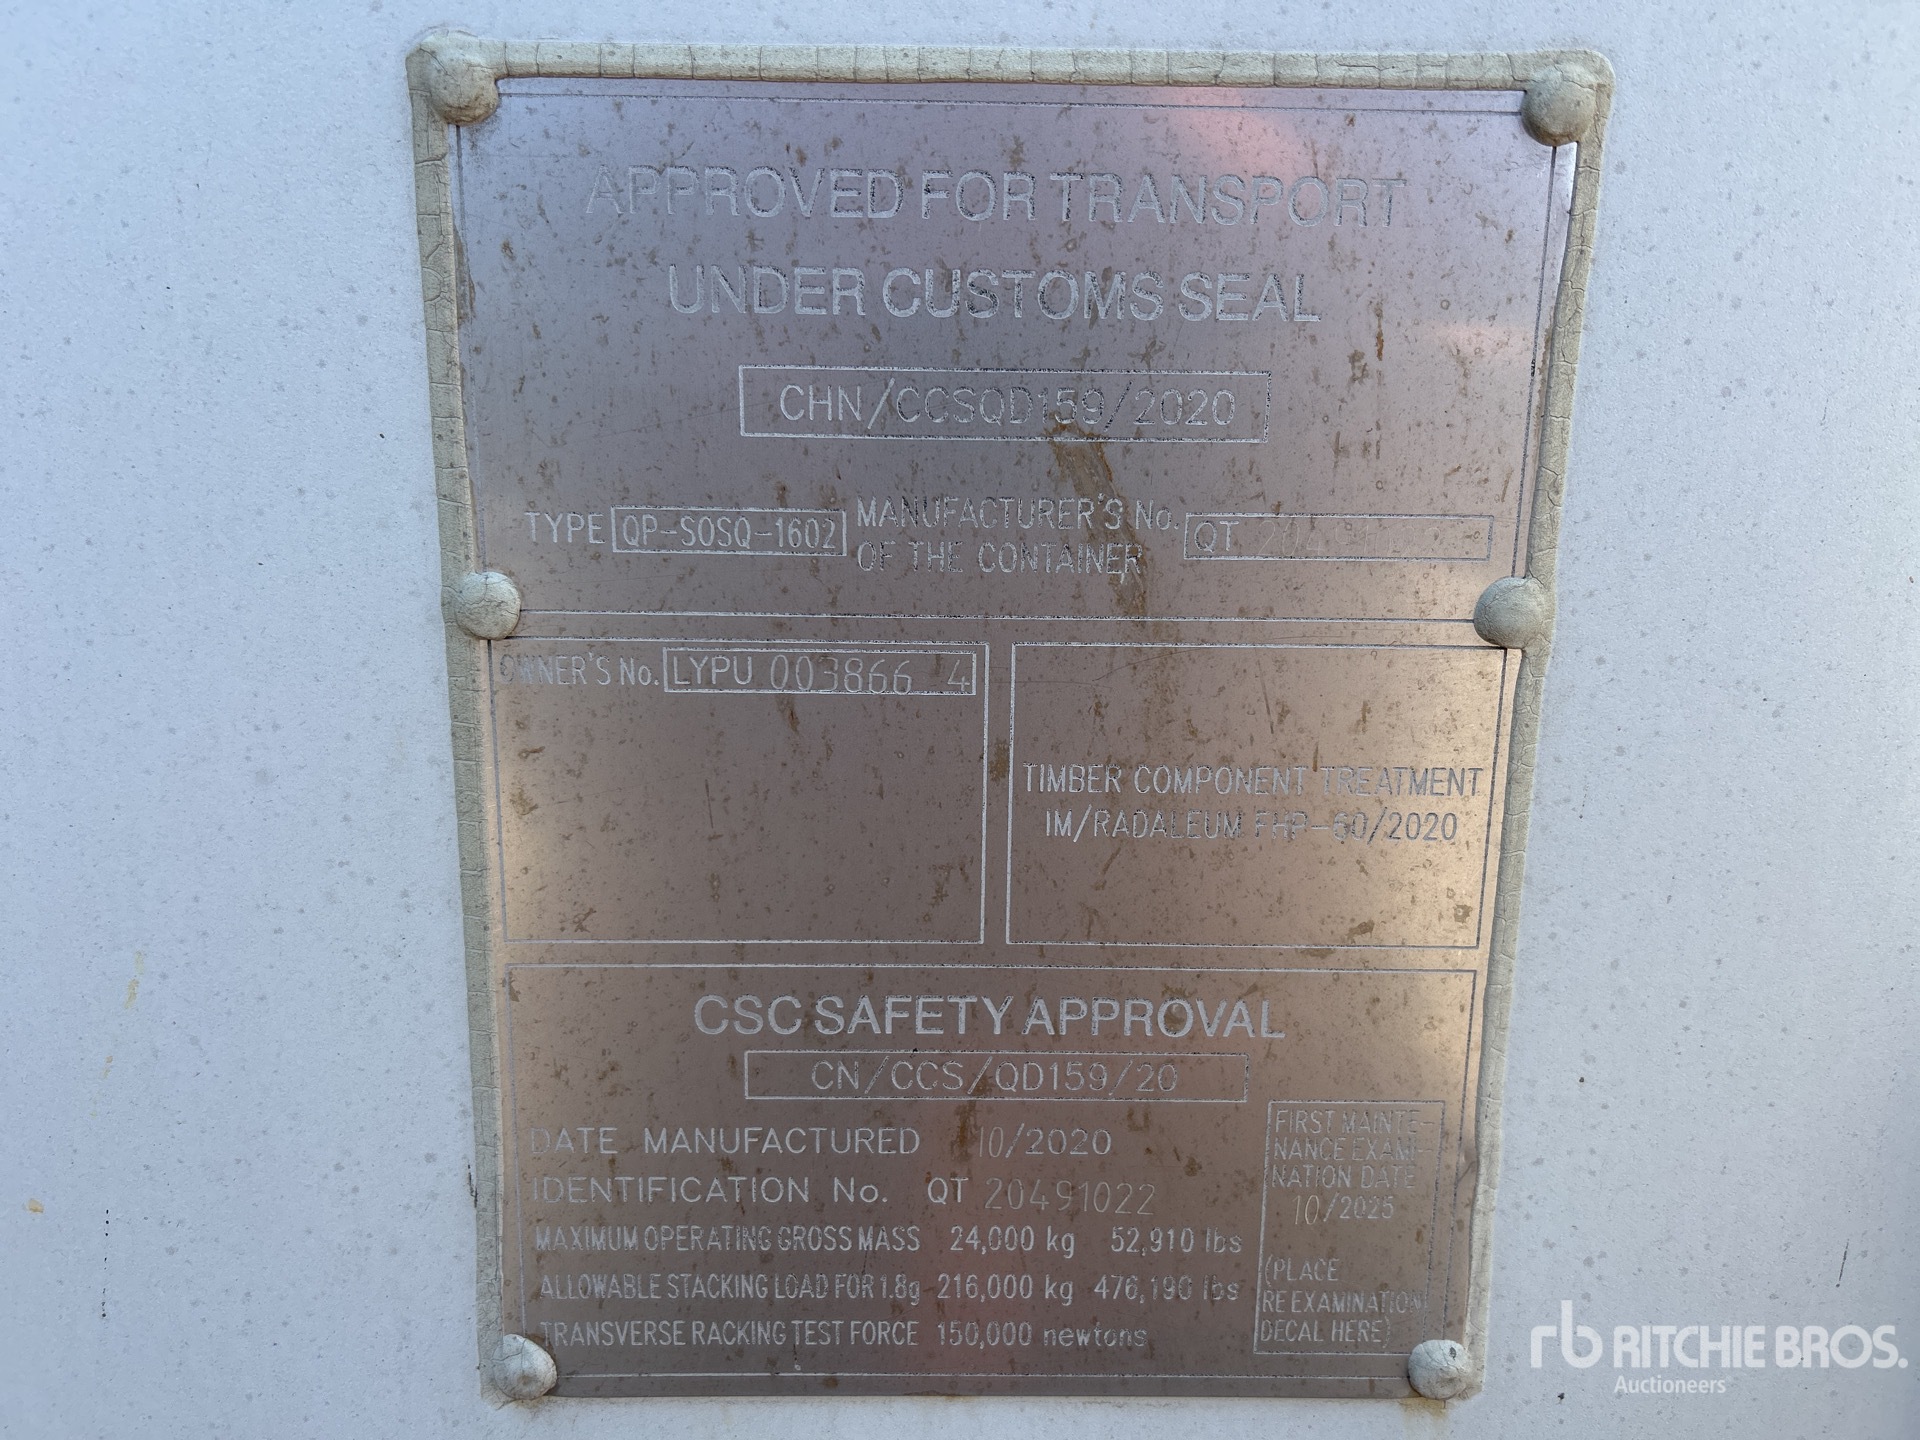 APPROVED FOR TRANSPORT
UNDER CUSTOMS SEAL
CHN/CCSQD159/2020
TYPE QP-SOSQ-1602 MANUFACTURER'S No. QT
OF THE CONTAINER
OWNER'S No. LYPU 003866 4
TIMBER COMPONENT TREATMENT
IM/RADALEUM FHP-60/2020
CSC SAFETY APPROVAL
CN/CCS/QD159/20
DATE MANUFACTURED 10/2020
IDENTIFICATION No. QT 20491022
MAXIMUM OPERATING GROSS MASS 24,000 kg 52,910 lbs
ALLOWABLE STACKING LOAD FOR 1.8g 216,000 kg 476,190 lbs
TRANSVERSE RACKING TEST FORCE 150,000 newtons
FIRST MAINTE-
NANCE EXAMI-
NATION DATE
10/2025
(PLACE
RE EXAMINATION
DECAL HERE)
rb RITCHIE BROS.
Auctioneers